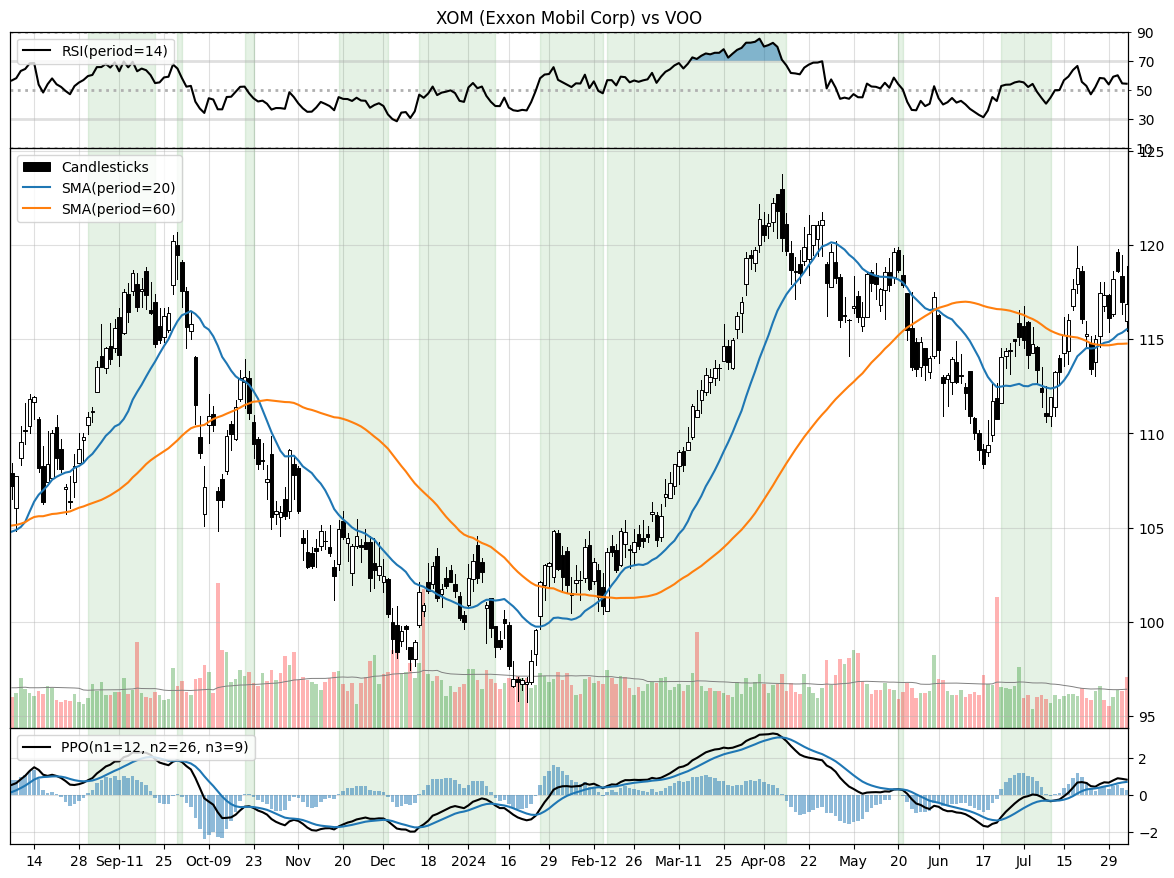 XOM (Exxon Mobil Corp) vs VOO
RSI(period=14)
90
70
50
30
10
Candlesticks
SMA(period=20)
SMA(period=60)
125
120
115
110
105
100
95
PPO(n1=12, n2=26, n3=9)
2
0
−2
14 28 Sep-11 25 Oct-09 23 Nov 20 Dec 18 2024 16 29 Feb-12 26 Mar-11 25 Apr-08 22 May 20 Jun 17 Jul 15 29